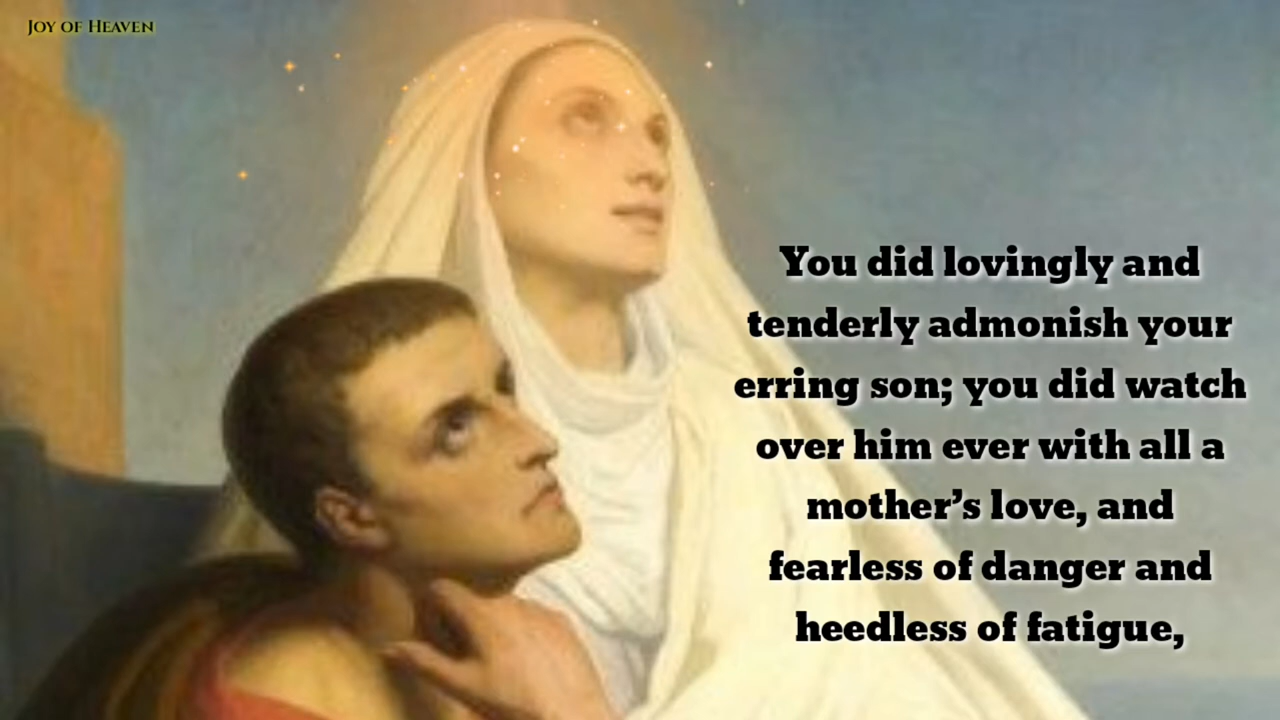 Joy of Heaven
You did lovingly and
tenderly admonish your
erring son; you did watch
over him ever with all a
mother’s love, and
fearless of danger and
heedless of fatigue,